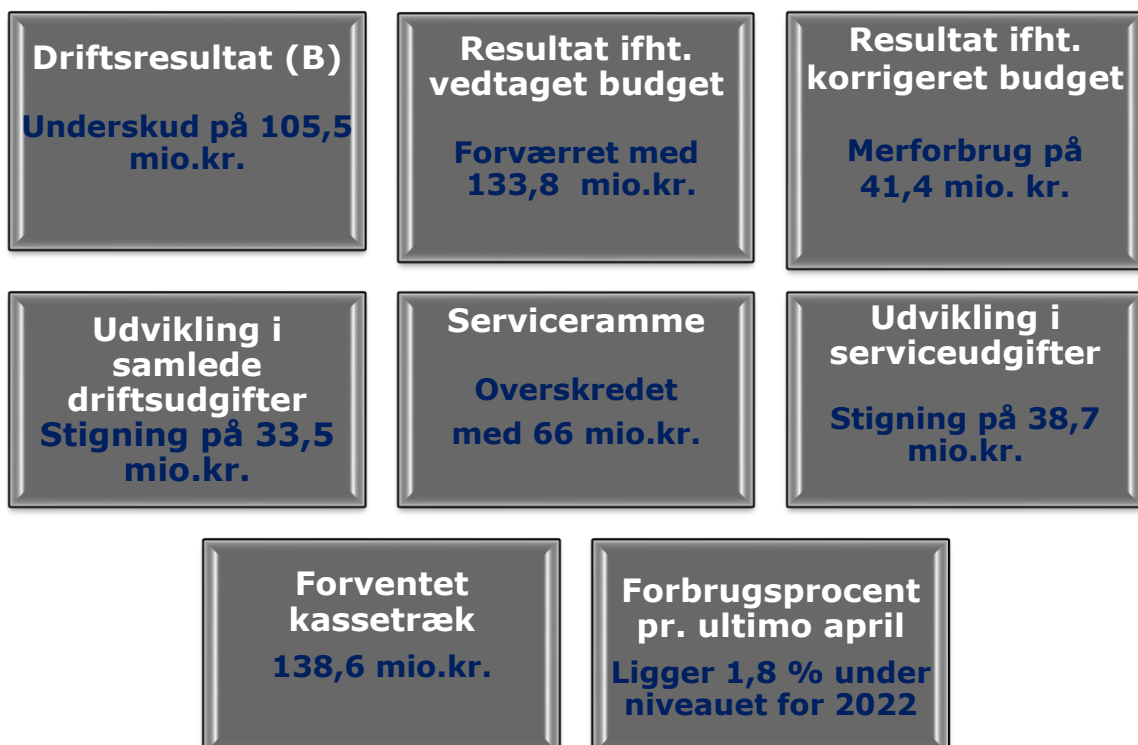 Driftsresultat (B)
Underskud på 105,5
mio.kr.
Resultat ifht.
vedtaget budget
Forværret med
133,8 mio.kr.
Resultat ifht.
korrigeret budget
Merforbrug på
41,4 mio. kr.
Udvikling i
samlede
driftsudgifter
Stigning på 33,5
mio.kr.
Serviceramme
Overskredet
med 66 mio.kr.
Udvikling i
serviceudgifter
Stigning på 38,7
mio.kr.
Forventet
kassetræk
138,6 mio.kr.
Forbrugsprocent
pr. ultimo april
Ligger 1,8 % under
niveauet for 2022